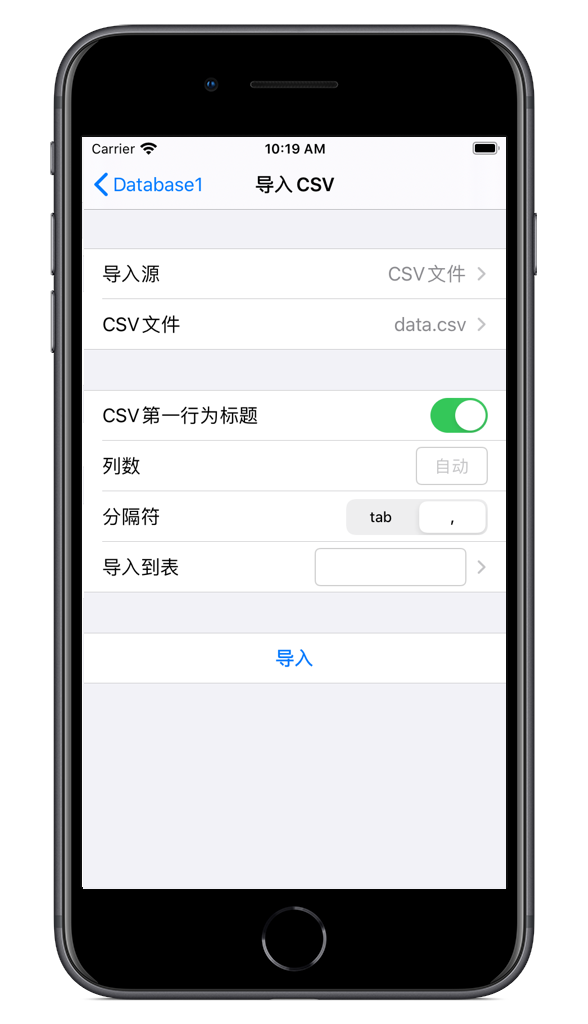 Carrier 10:19 AM
Database1 导入 CSV
导入源 CSV文件
CSV文件 data.csv
CSV第一行为标题
列数 自动
分隔符 tab ,
导入到表
导入